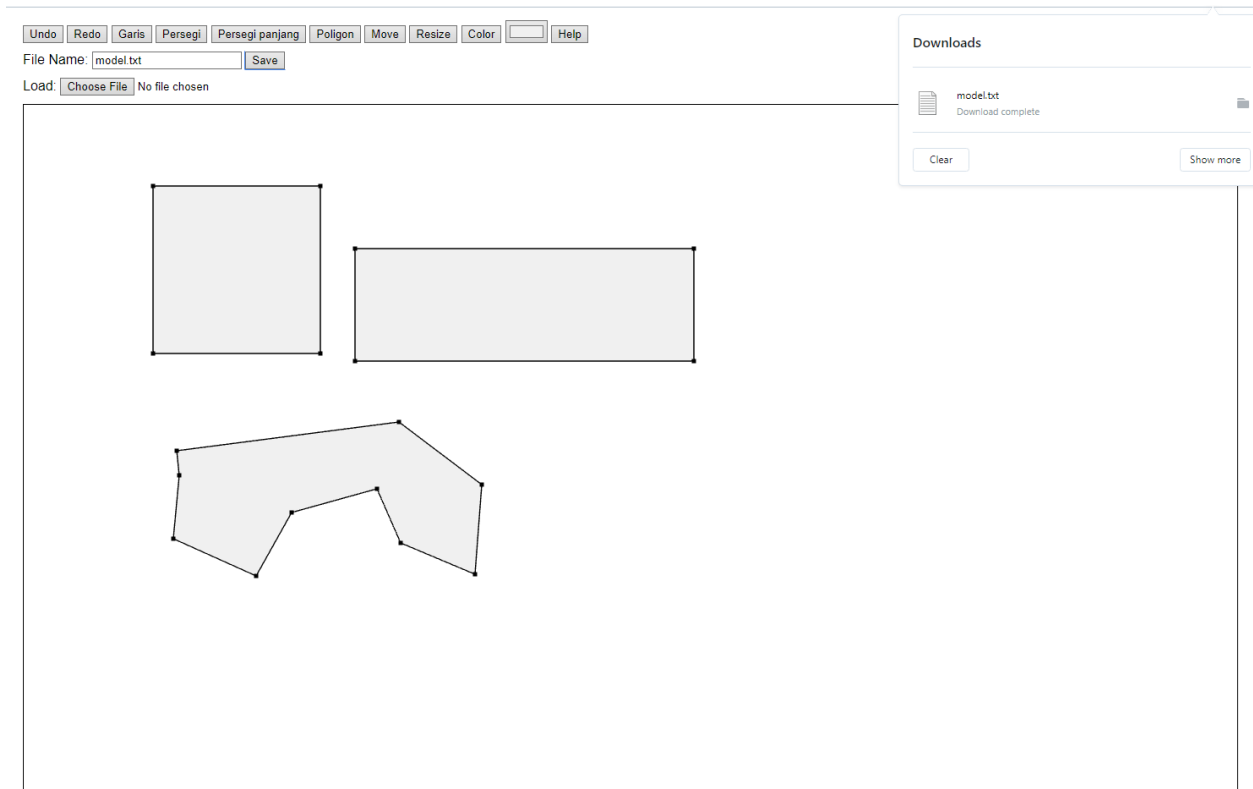 Undo Redo Garis Persegi Persegi panjang Poligon Move Resize Color Help
File Name: model.txt Save
Load: Choose File No file chosen
Downloads
model.txt
Download complete
Clear Show more